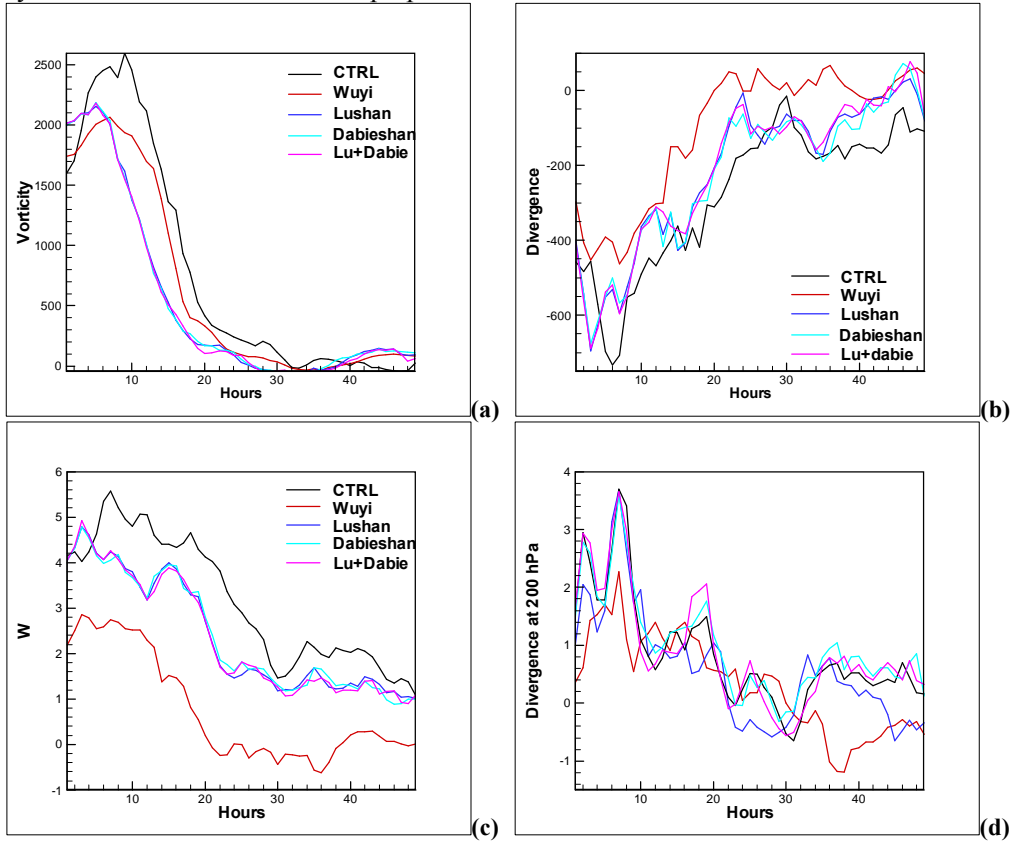 2500
2000
1500
1000
500
0
Vorticity
CTRL
Wuyi
Lushan
Dabieshan
Lu+Dabie
10 20 30 40
Hours
(a)
0
-200
-400
-600
Divergence
CTRL
Wuyi
Lushan
Dabieshan
Lu+dabie
10 20 30 40
Hours
(b)
6
5
4
3
2
1
0
-1
W
CTRL
Wuyi
Lushan
Dabieshan
Lu+Dabie
10 20 30 40
Hours
(c)
4
3
2
1
0
-1
Divergence at 200 hPa
10 20 30 40
Hours
(d)